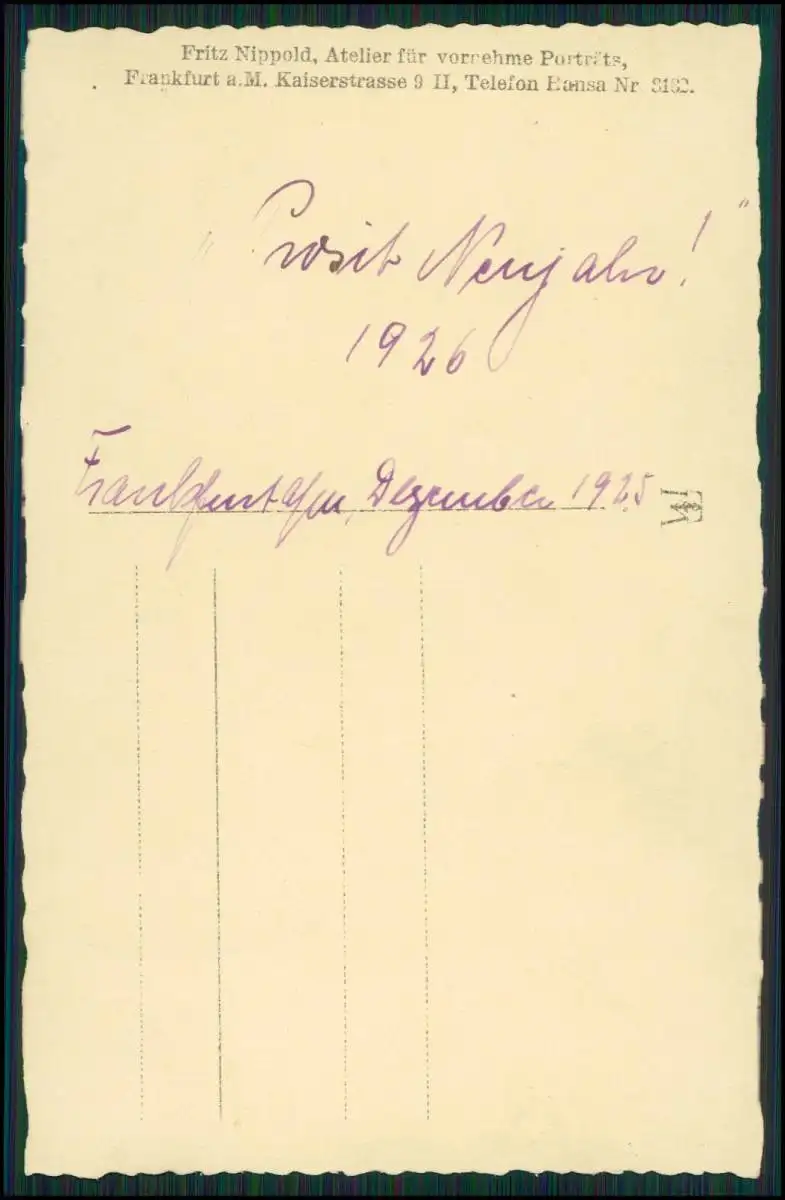 Fritz Nippold, Atelier für vornehme Porträts,
Frankfurt a.M. Kaiserstrasse 9 II, Telefon Hansa Nr
"Prosit Neujahr!"
1926
Frankfurt a/M, Dezember 1925